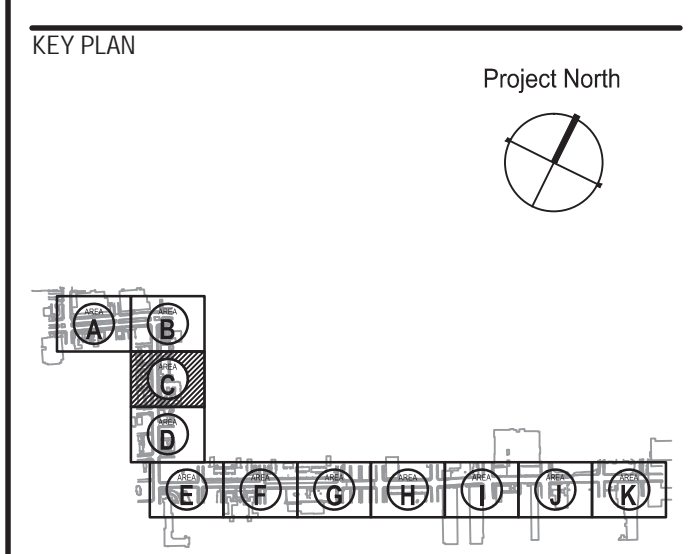 KEY PLAN
Project North
AREA
A
AREA
B
AREA
C
AREA
D
AREA
E
AREA
F
AREA
G
AREA
H
AREA
I
AREA
J
AREA
K